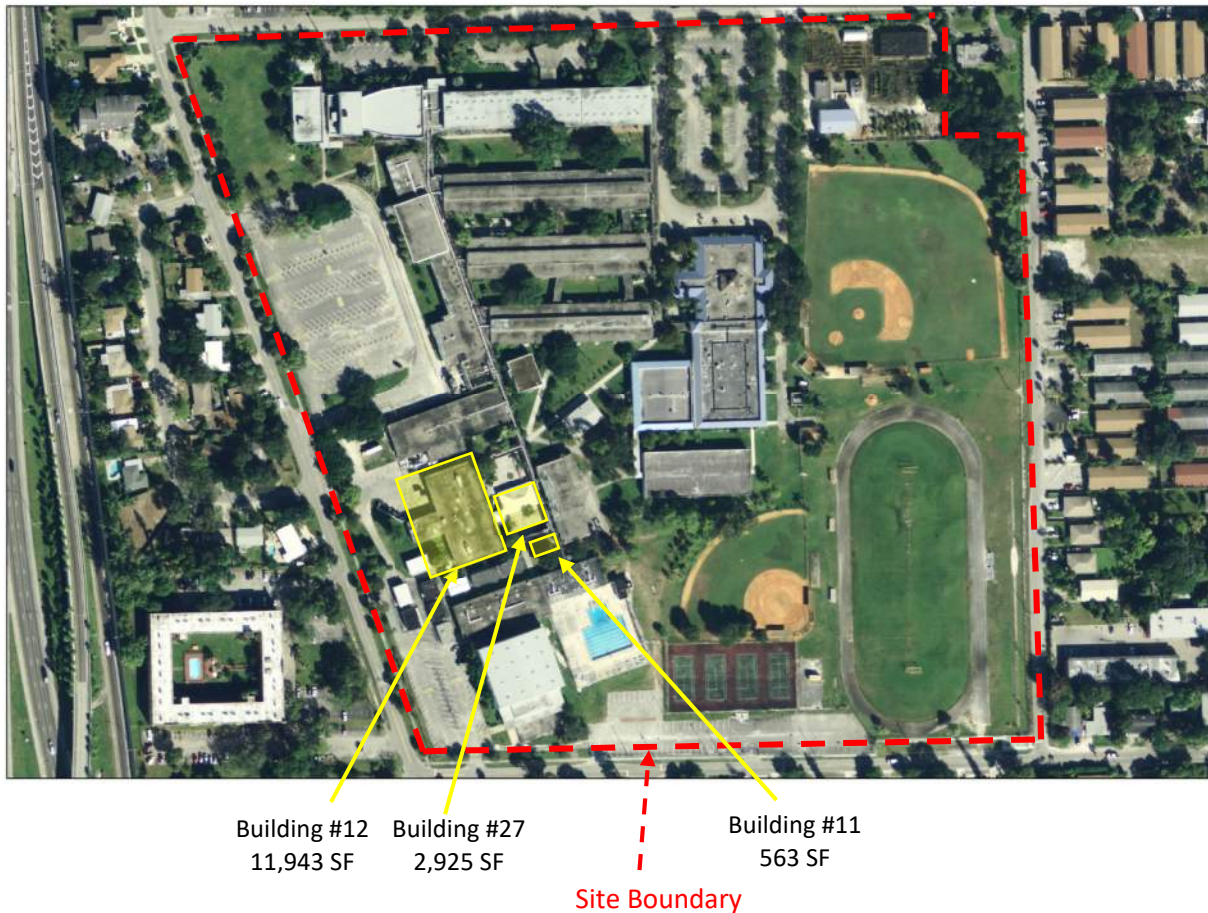 Building #12
11,943 SF
Building #27
2,925 SF
Building #11
563 SF
Site Boundary